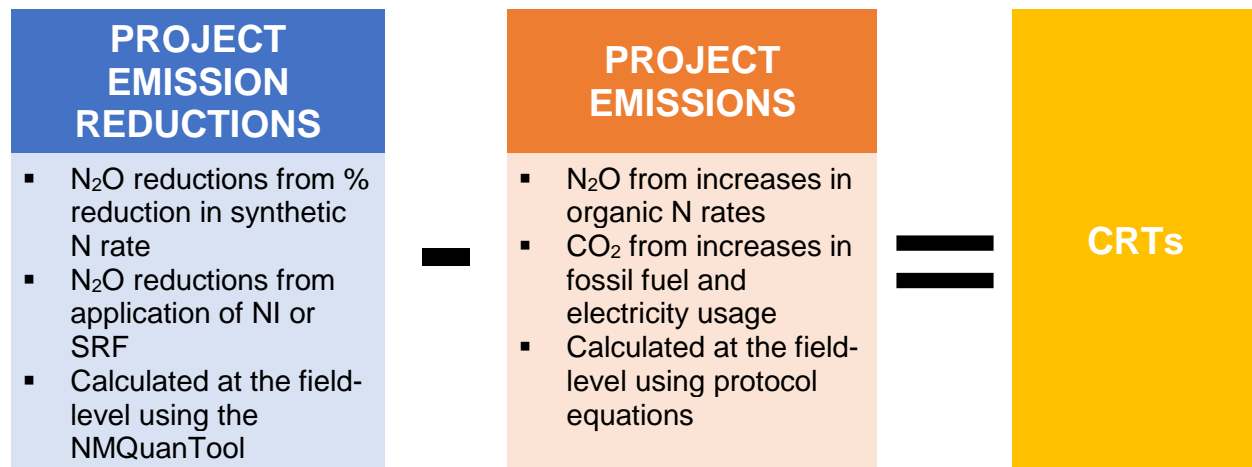 PROJECT
EMISSION
REDUCTIONS
▪ N₂O reductions from %
reduction in synthetic
N rate
▪ N₂O reductions from
application of NI or
SRF
▪ Calculated at the field-
level using the
NMQuanTool
-
PROJECT
EMISSIONS
▪ N₂O from increases in
organic N rates
▪ CO₂ from increases in
fossil fuel and
electricity usage
▪ Calculated at the field-
level using protocol
equations
=
CRTs